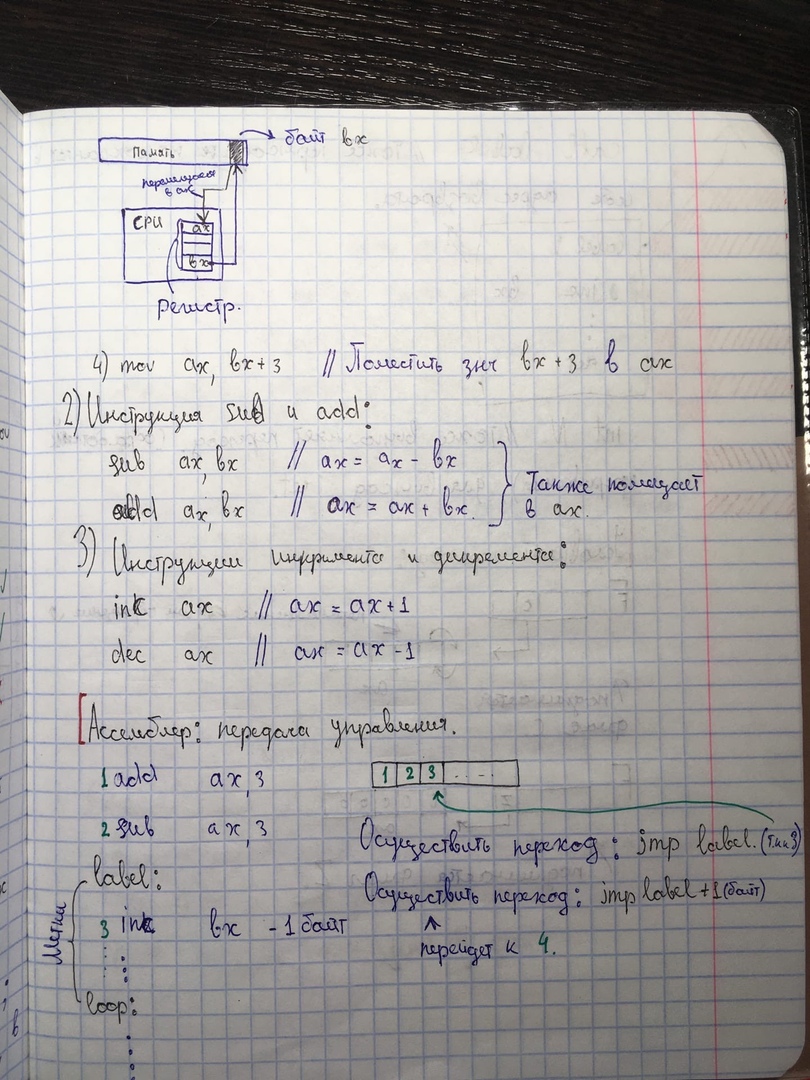 байт bx
Память
перемещаем
в ax
CPU
ax
bx
Регистр.
4) mov ax, bx+3 // Поместить знч bx+3 в ax
2) Инструкция sub и add:
sub ax, bx // ax = ax - bx
add ax, bx // ax = ax + bx.
Также помещает
в ax.
3) Инструкции инкримента и декремента:
ink ax // ax = ax+1
dec ax // ax = ax-1
Ассемблер: передача управления.
1 add ax, 3
1 2 3 . . - .
2 sub ax, 3
Осуществить переход: jmp label. (т.к. 3)
label:
Осуществить переход: jmp label+1 (байт)
Метки
3 ink bx - 1 байт
перейдет к 4.
loop: